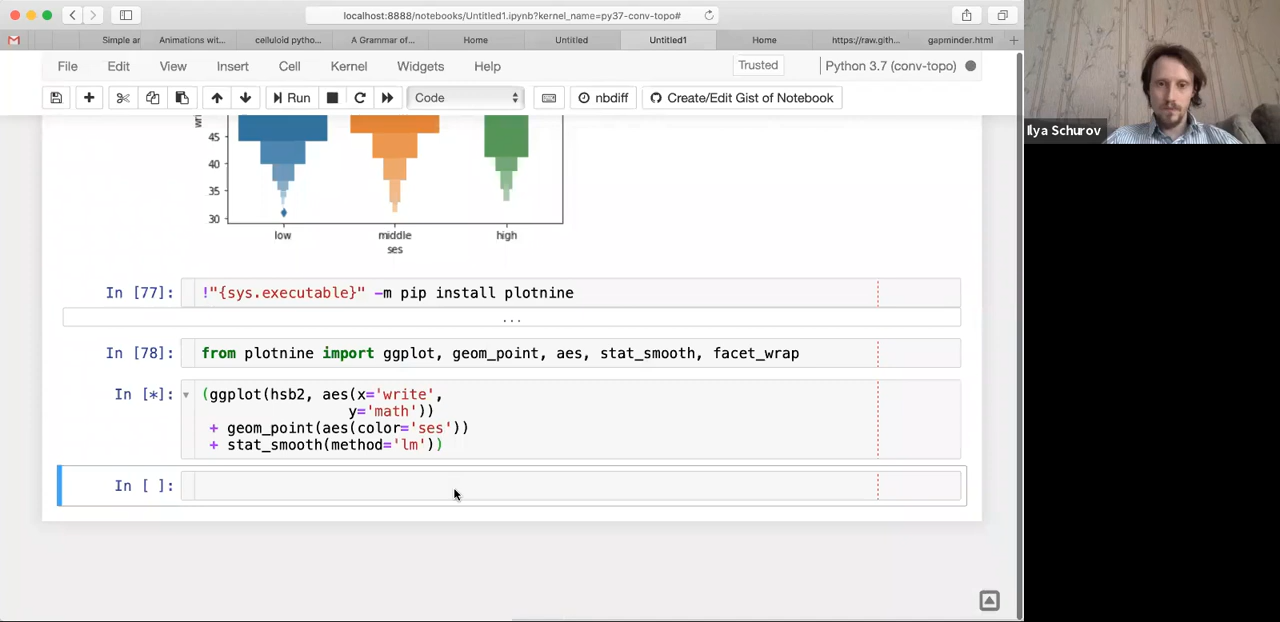 localhost:8888/notebooks/Untitled1.ipynb?kernel_name=py37-conv-topo#
Simple ar
Animations wit...
celluloid pytho...
A Grammar of...
Home
Untitled
Untitled1
Home
https://raw.gith...
gapminder.html
File Edit View Insert Cell Kernel Widgets Help
Trusted
Python 3.7 (conv-topo)
Run
Code
nbdiff
Create/Edit Gist of Notebook
45
40
35
30
low middle high
ses
In [77]: !"{sys.executable}" -m pip install plotnine
...
In [78]: from plotnine import ggplot, geom_point, aes, stat_smooth, facet_wrap
In [*]: (ggplot(hsb2, aes(x='write',
y='math'))
+ geom_point(aes(color='ses'))
+ stat_smooth(method='lm'))
In [ ]:
Ilya Schurov